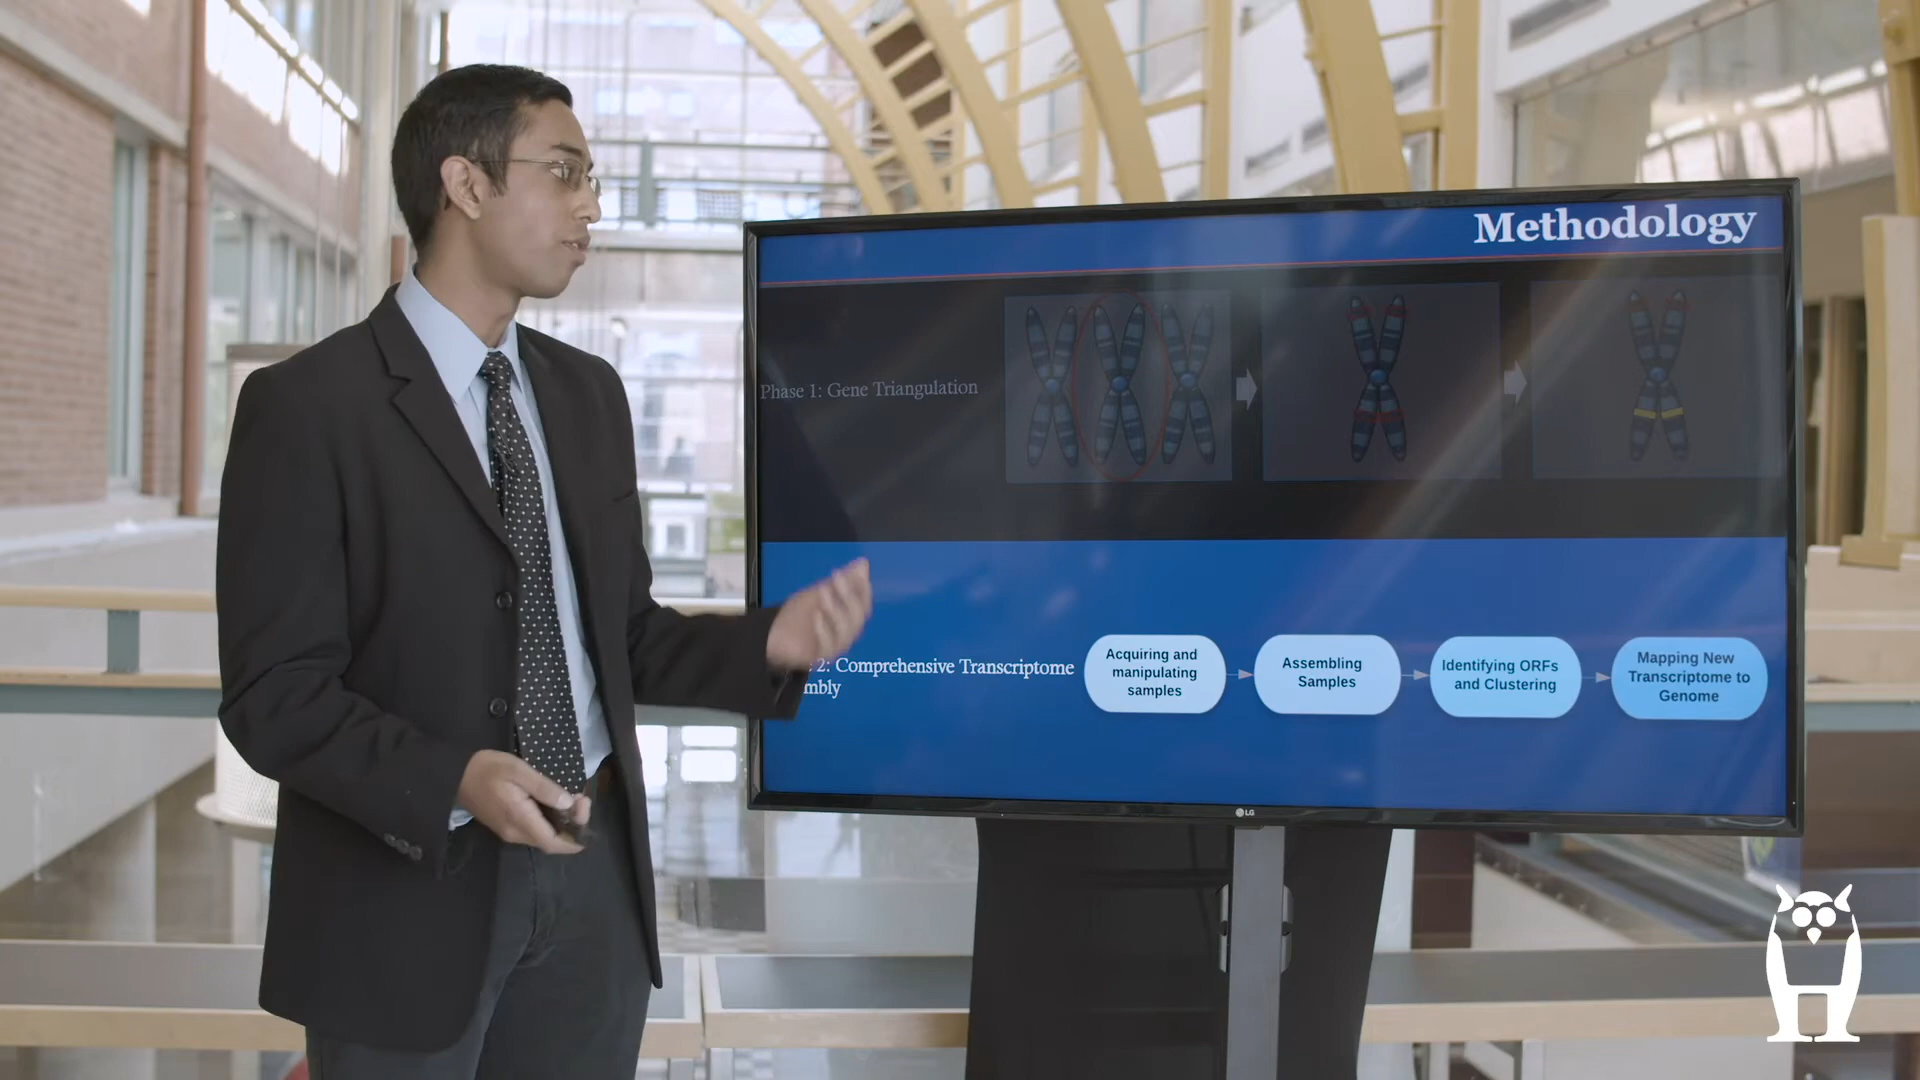 Methodology
Phase 1: Gene Triangulation
2: Comprehensive Transcriptome
mbly
Acquiring and
manipulating
samples
Assembling
Samples
Identifying ORFs
and Clustering
Mapping New
Transcriptome to
Genome
LG